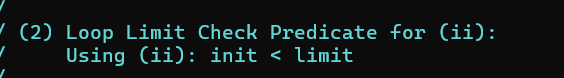 /
/ (2) Loop Limit Check Predicate for (ii):
/     Using (ii): init < limit
/